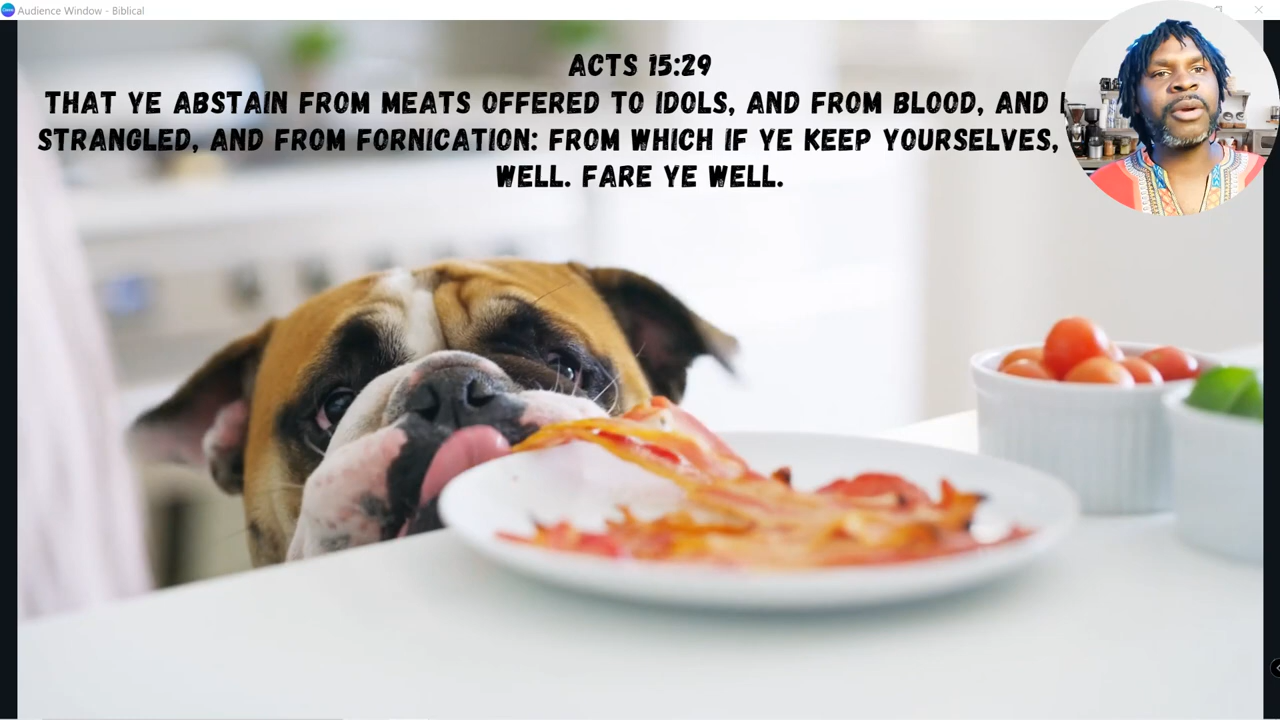 Audience Window - Biblical
ACTS 15:29
THAT YE ABSTAIN FROM MEATS OFFERED TO IDOLS, AND FROM BLOOD, AND
STRANGLED, AND FROM FORNICATION: FROM WHICH IF YE KEEP YOURSELVES,
WELL. FARE YE WELL.